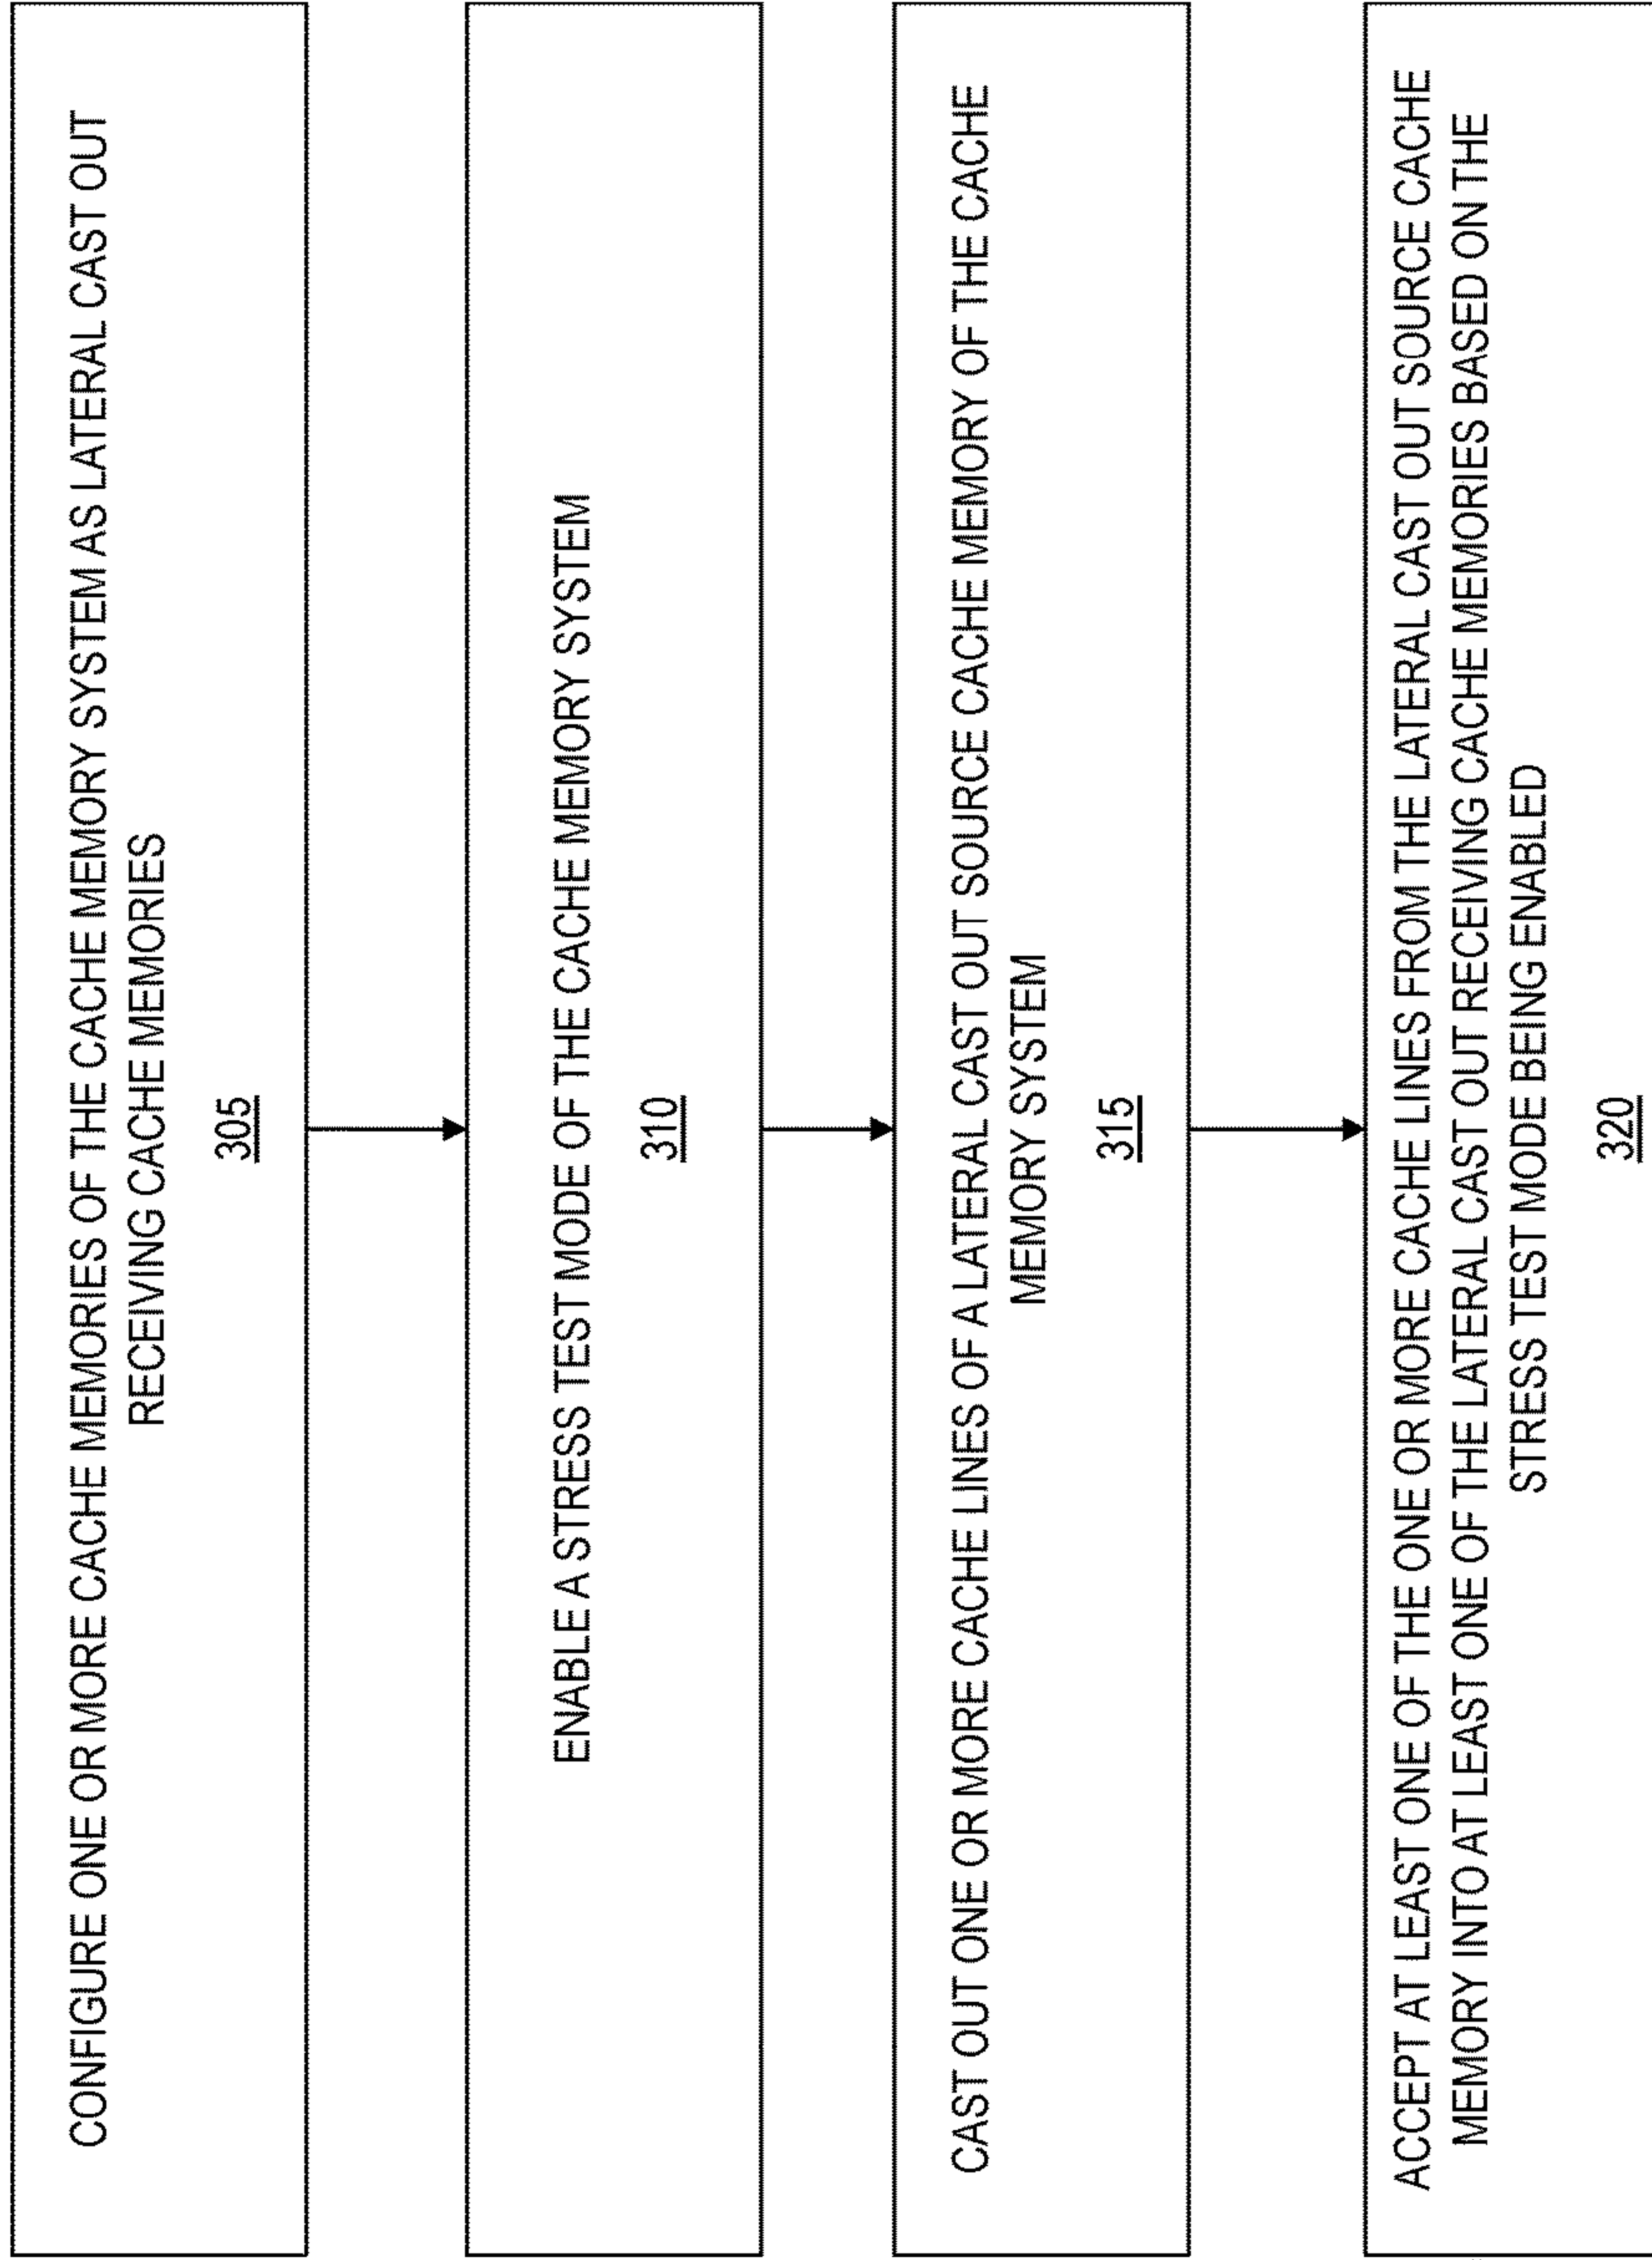 CONFIGURE ONE OR MORE CACHE MEMORIES OF THE CACHE MEMORY SYSTEM AS LATERAL CAST OUT
RECEIVING CACHE MEMORIES
305
ENABLE A STRESS TEST MODE OF THE CACHE MEMORY SYSTEM
310
CAST OUT ONE OR MORE CACHE LINES OF A LATERAL CAST OUT SOURCE CACHE MEMORY OF THE CACHE
MEMORY SYSTEM
315
ACCEPT AT LEAST ONE OF THE ONE OR MORE CACHE LINES FROM THE LATERAL CAST OUT SOURCE CACHE
MEMORY INTO AT LEAST ONE OF THE LATERAL CAST OUT RECEIVING CACHE MEMORIES BASED ON THE
STRESS TEST MODE BEING ENABLED
320